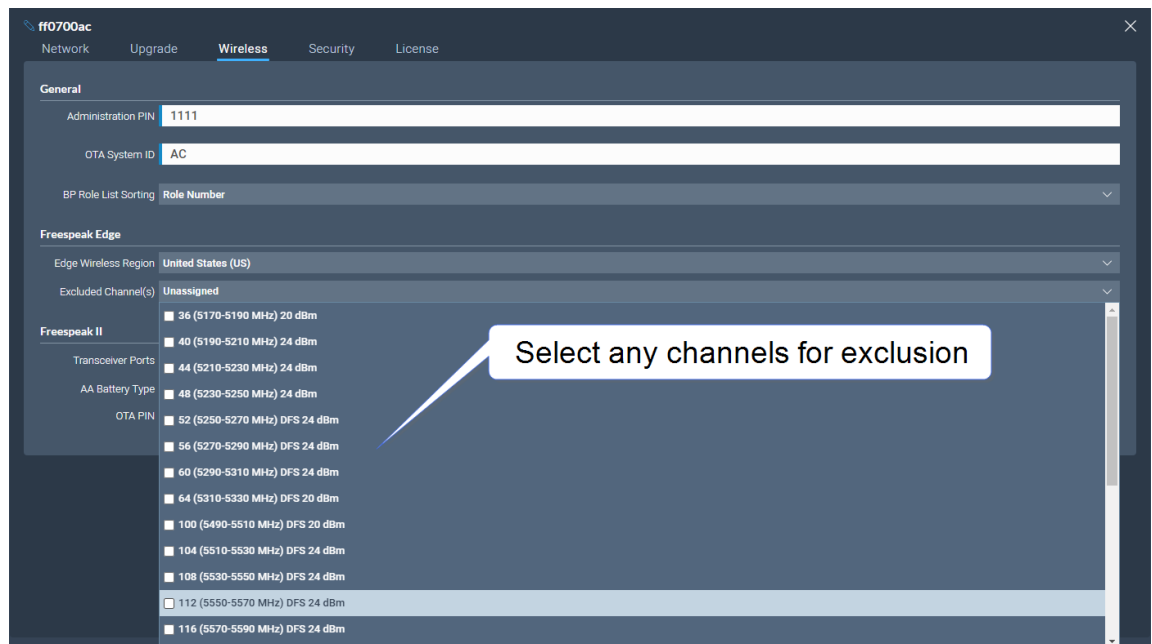 ff0700ac
Network Upgrade Wireless Security License
General
Administration PIN 1111
OTA System ID AC
BP Role List Sorting Role Number
Freespeak Edge
Edge Wireless Region United States (US)
Excluded Channel(s) Unassigned
36 (5170-5190 MHz) 20 dBm
Freespeak II
40 (5190-5210 MHz) 24 dBm
Select any channels for exclusion
Transceiver Ports
44 (5210-5230 MHz) 24 dBm
AA Battery Type
48 (5230-5250 MHz) 24 dBm
OTA PIN
52 (5250-5270 MHz) DFS 24 dBm
56 (5270-5290 MHz) DFS 24 dBm
60 (5290-5310 MHz) DFS 24 dBm
64 (5310-5330 MHz) DFS 20 dBm
100 (5490-5510 MHz) DFS 20 dBm
104 (5510-5530 MHz) DFS 24 dBm
108 (5530-5550 MHz) DFS 24 dBm
112 (5550-5570 MHz) DFS 24 dBm
116 (5570-5590 MHz) DFS 24 dBm